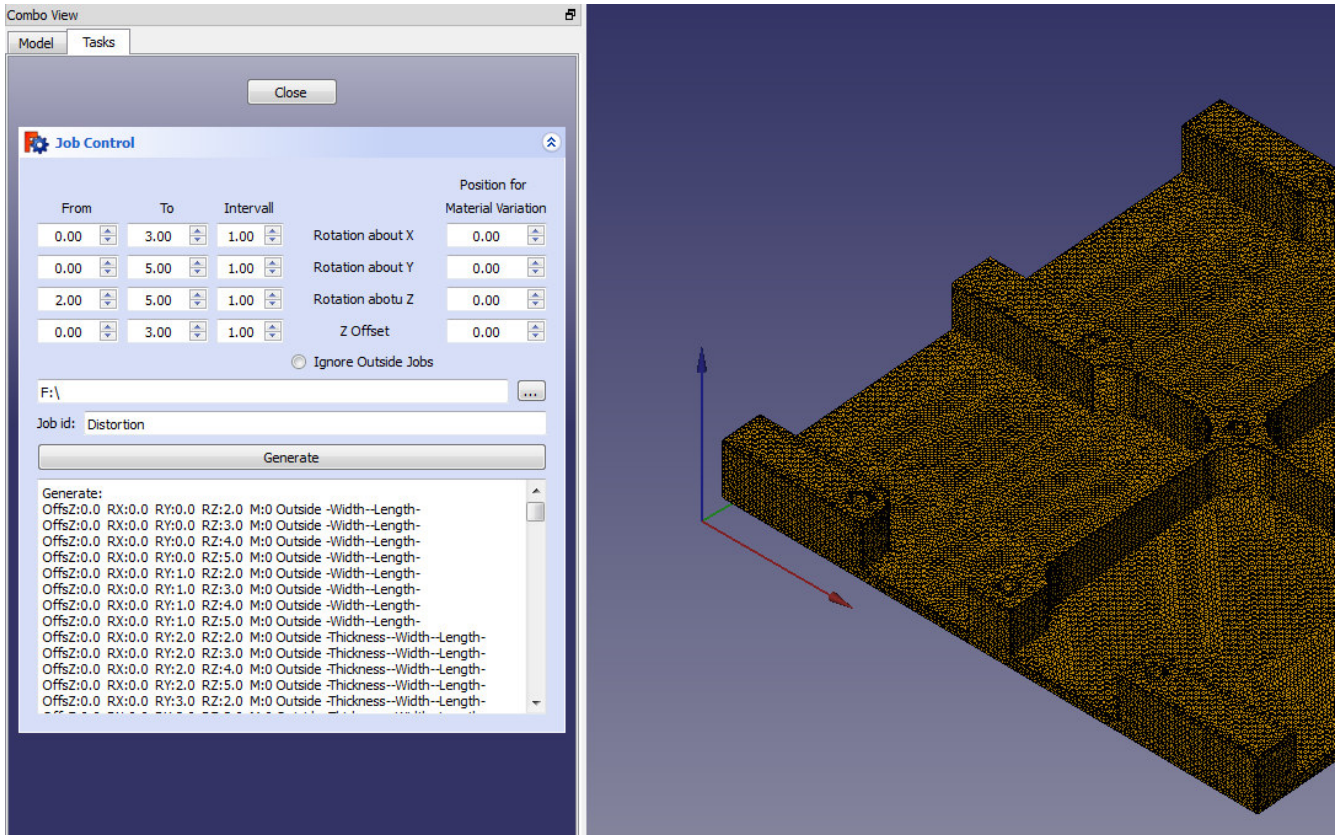 Combo View
Model Tasks
Close
Job Control
Position for
From To Intervall Material Variation
0.00 3.00 1.00 Rotation about X 0.00
0.00 5.00 1.00 Rotation about Y 0.00
2.00 5.00 1.00 Rotation abotu Z 0.00
0.00 3.00 1.00 Z Offset 0.00
Ignore Outside Jobs
F:\ ...
Job id: Distortion
Generate
Generate:
OffsZ:0.0 RX:0.0 RY:0.0 RZ:2.0 M:0 Outside -Width--Length-
OffsZ:0.0 RX:0.0 RY:0.0 RZ:3.0 M:0 Outside -Width--Length-
OffsZ:0.0 RX:0.0 RY:0.0 RZ:4.0 M:0 Outside -Width--Length-
OffsZ:0.0 RX:0.0 RY:0.0 RZ:5.0 M:0 Outside -Width--Length-
OffsZ:0.0 RX:0.0 RY:1.0 RZ:2.0 M:0 Outside -Width--Length-
OffsZ:0.0 RX:0.0 RY:1.0 RZ:3.0 M:0 Outside -Width--Length-
OffsZ:0.0 RX:0.0 RY:1.0 RZ:4.0 M:0 Outside -Width--Length-
OffsZ:0.0 RX:0.0 RY:1.0 RZ:5.0 M:0 Outside -Width--Length-
OffsZ:0.0 RX:0.0 RY:2.0 RZ:2.0 M:0 Outside -Thickness--Width--Length-
OffsZ:0.0 RX:0.0 RY:2.0 RZ:3.0 M:0 Outside -Thickness--Width--Length-
OffsZ:0.0 RX:0.0 RY:2.0 RZ:4.0 M:0 Outside -Thickness--Width--Length-
OffsZ:0.0 RX:0.0 RY:2.0 RZ:5.0 M:0 Outside -Thickness--Width--Length-
OffsZ:0.0 RX:0.0 RY:3.0 RZ:2.0 M:0 Outside -Thickness--Width--Length-